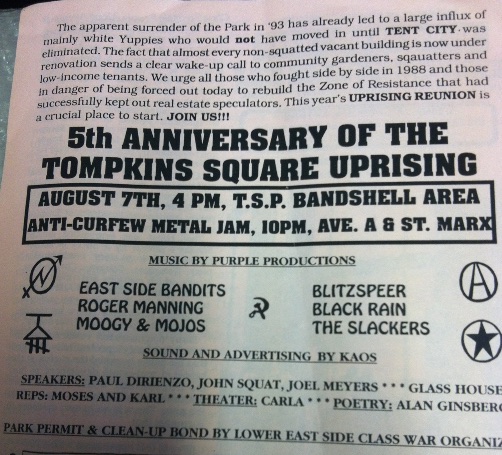 The apparent surrender of the Park in '93 has already led to a large influx of
mainly white Yuppies who would not have moved in until TENT CITY was
eliminated. The fact that almost every non-squatted vacant building is now under
renovation sends a clear wake-up call to community gardeners, squautters and
low-income tenants. We urge all those who fought side by side in 1988 and those
in danger of being forced out today to rebuild the Zone of Resistance that had
successfully kept out real estate speculators. This year's UPRISING REUNION is
a crucial place to start. JOIN US!!!
5th ANNIVERSARY OF THE
TOMPKINS SQUARE UPRISING
AUGUST 7TH, 4 PM, T.S.P. BANDSHELL AREA
ANTI-CURFEW METAL JAM, 10PM, AVE. A & ST. MARX
MUSIC BY PURPLE PRODUCTIONS
EAST SIDE BANDITS
ROGER MANNING
MOOGY & MOJOS
BLITZSPEER
BLACK RAIN
THE SLACKERS
SOUND AND ADVERTISING BY KAOS
SPEAKERS: PAUL DIRIENZO, JOHN SQUAT, JOEL MEYERS * * * GLASS HOUSE
REPS: MOSES AND KARL * * * THEATER: CARLA * * * POETRY: ALAN GINSBERG
PARK PERMIT & CLEAN-UP BOND BY LOWER EAST SIDE CLASS WAR ORGANIZ